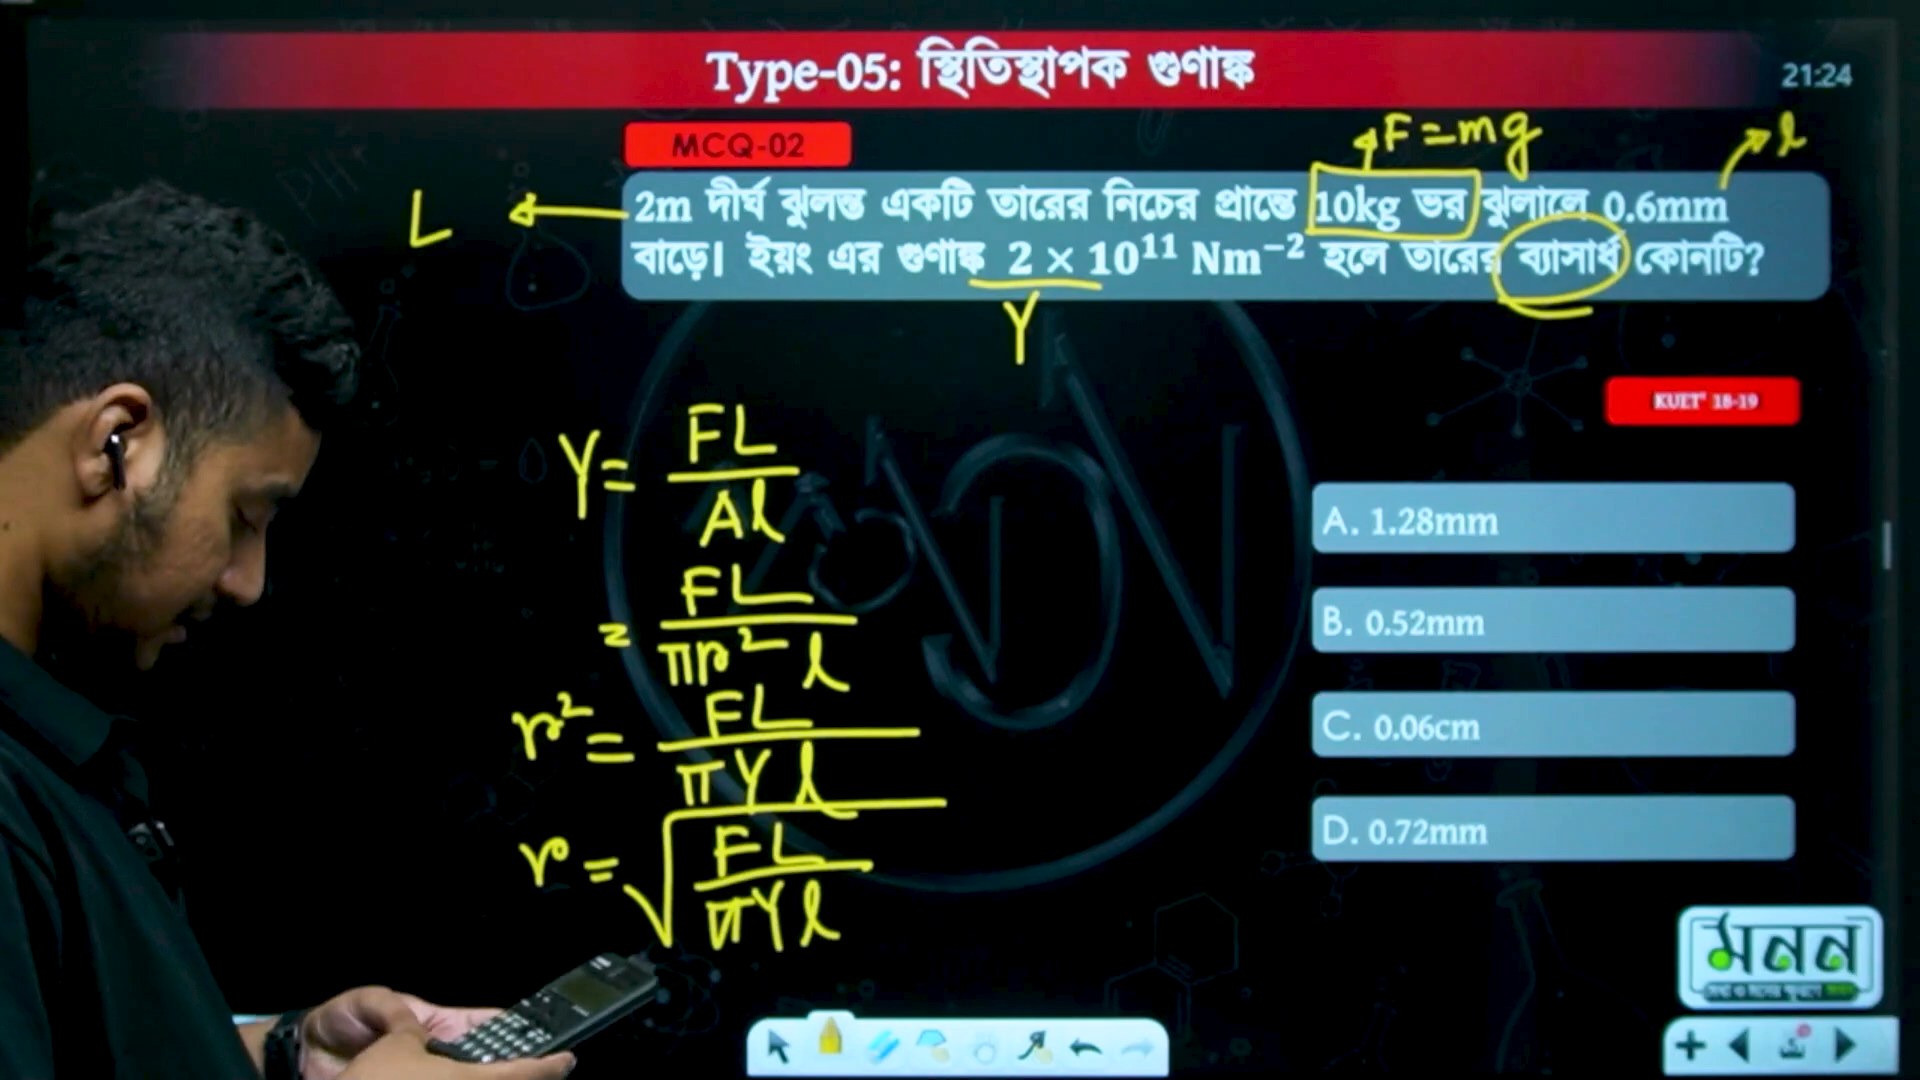 Type-05: স্থিতিস্থাপক গুণাঙ্ক
21:24
MCQ-02
F = mg
l
L
2m দীর্ঘ ঝুলন্ত একটি তারের নিচের প্রান্তে 10kg ভর ঝুলালে 0.6mm
বাড়ে। ইয়ং এর গুণাঙ্ক 2 × 10¹¹ Nm⁻² হলে তারের ব্যাসার্ধ কোনটি?
Y
KUET' 18-19
Y = FL / Al
= FL / πr² l
r² = FL / πYl
r = √(FL / πYl)
A. 1.28mm
B. 0.52mm
C. 0.06cm
D. 0.72mm
মনন